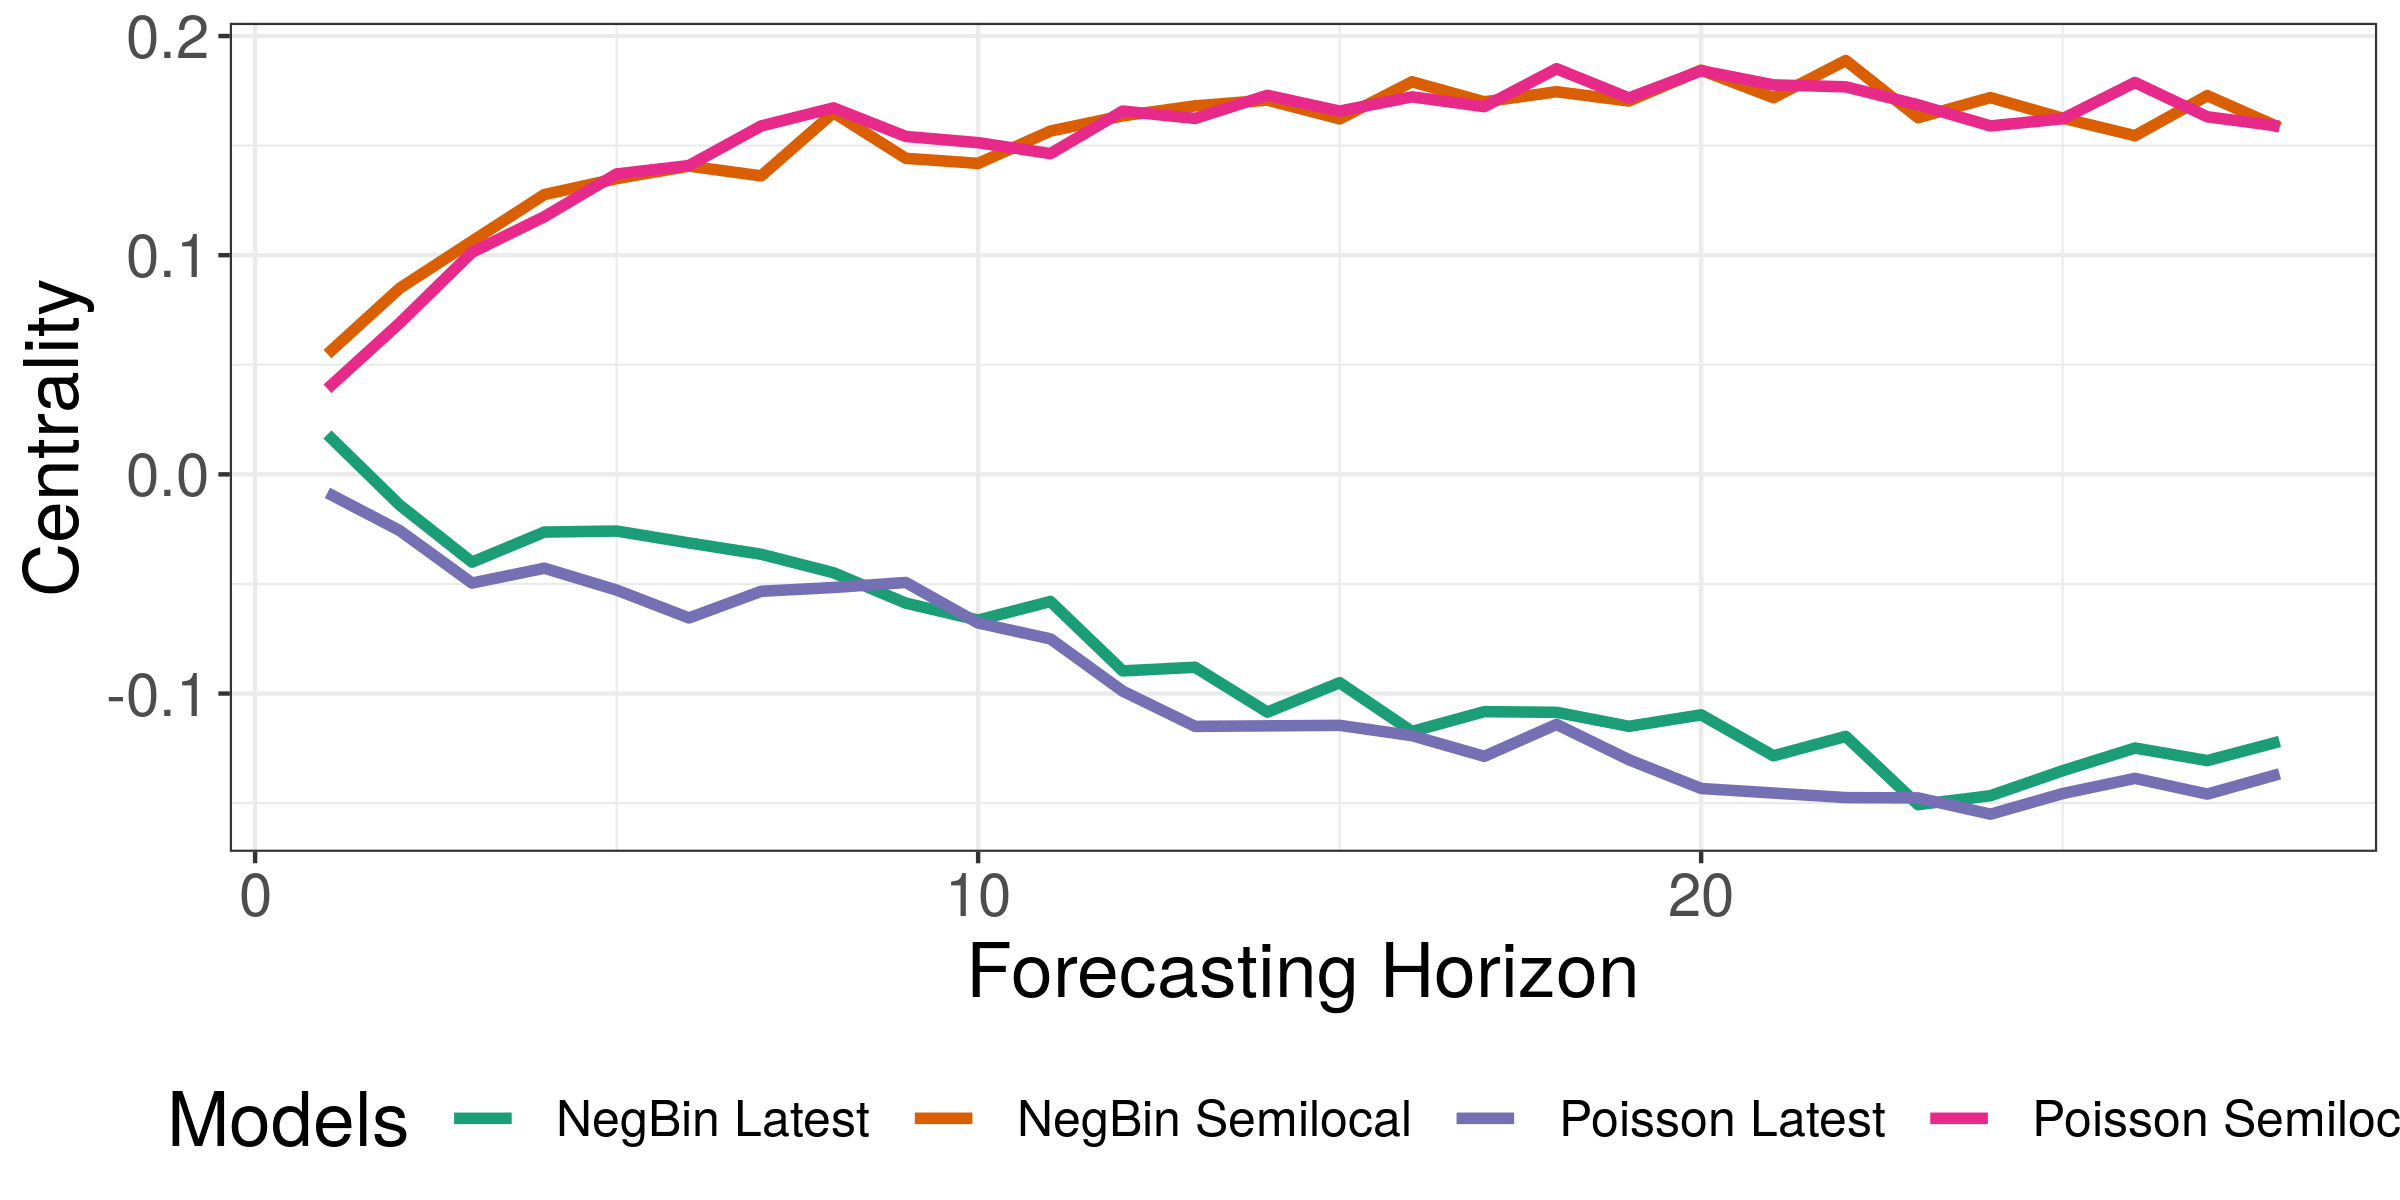 0.2
0.1
0.0
-0.1
Centrality
0 10 20
Forecasting Horizon
Models NegBin Latest NegBin Semilocal Poisson Latest Poisson Semiloc